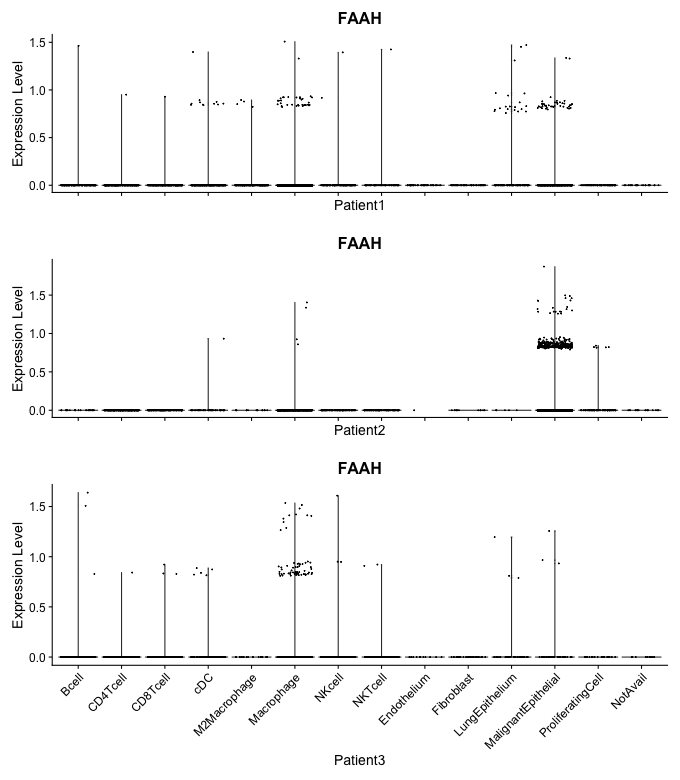 FAAH
Expression Level
1.5
1.0
0.5
0.0
Patient1
FAAH
Expression Level
1.5
1.0
0.5
0.0
Patient2
FAAH
Expression Level
1.5
1.0
0.5
0.0
Bcell
CD4Tcell
CD8Tcell
cDC
M2Macrophage
Macrophage
NKcell
NKTcell
Endothelium
Fibroblast
LungEpithelium
MalignantEpithelial
ProliferatingCell
NotAvail
Patient3